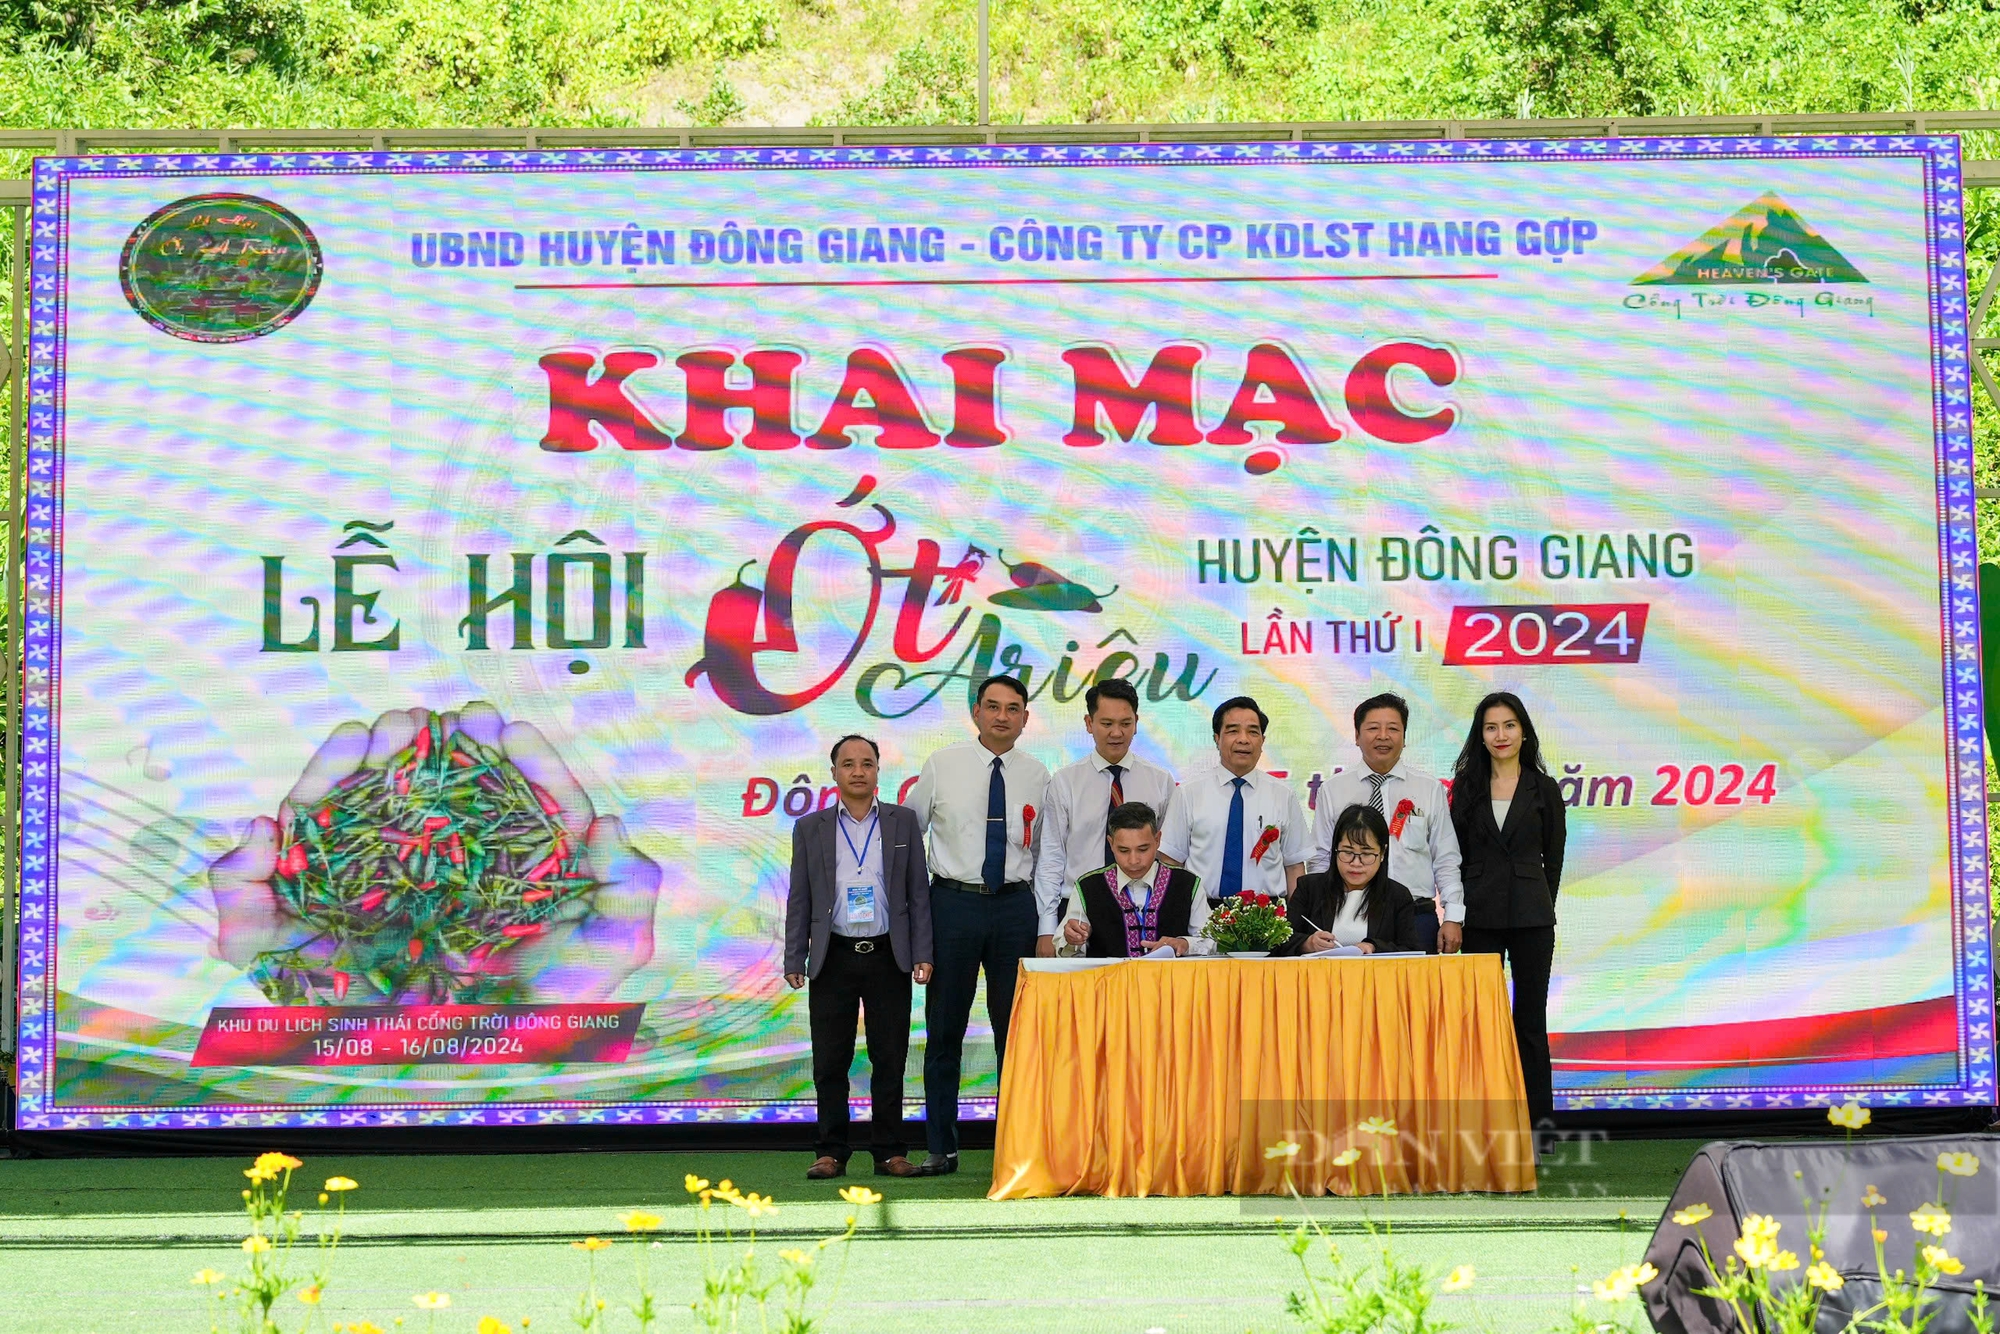 UBND HUYỆN ĐÔNG GIANG - CÔNG TY CP KDLST HANG GỢP
HEAVEN'S GATE
Cổng Trời Đông Giang
KHAI MẠC
LỄ HỘI Ớt Ariêu
HUYỆN ĐÔNG GIANG
LẦN THỨ I 2024
năm 2024
KHU DU LỊCH SINH THÁI CỔNG TRỜI ĐÔNG GIANG
15/08 - 16/08/2024
DÂN VIỆT